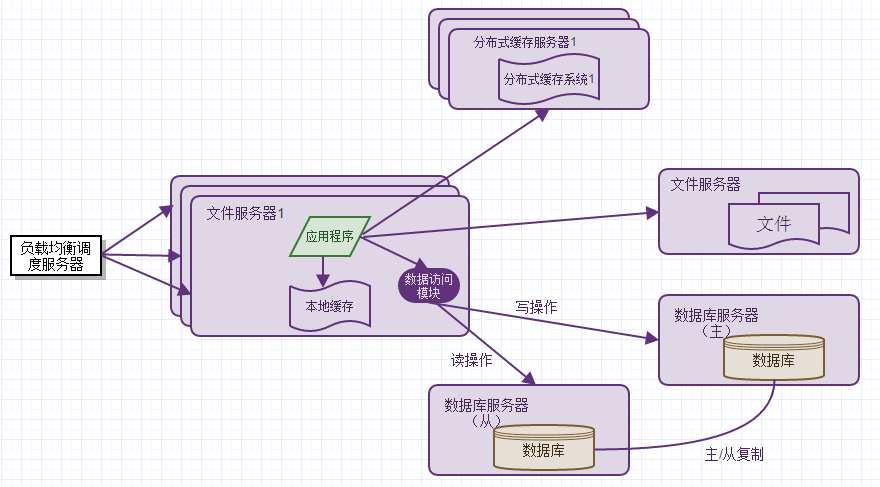 分布式缓存服务器1
分布式缓存系统1
文件服务器
文件
文件服务器1
应用程序
负载均衡调
度服务器
数据访问
模块
本地缓存
写操作
数据库服务器
（主）
数据库
读操作
数据库服务器
（从）
数据库
主/从复制